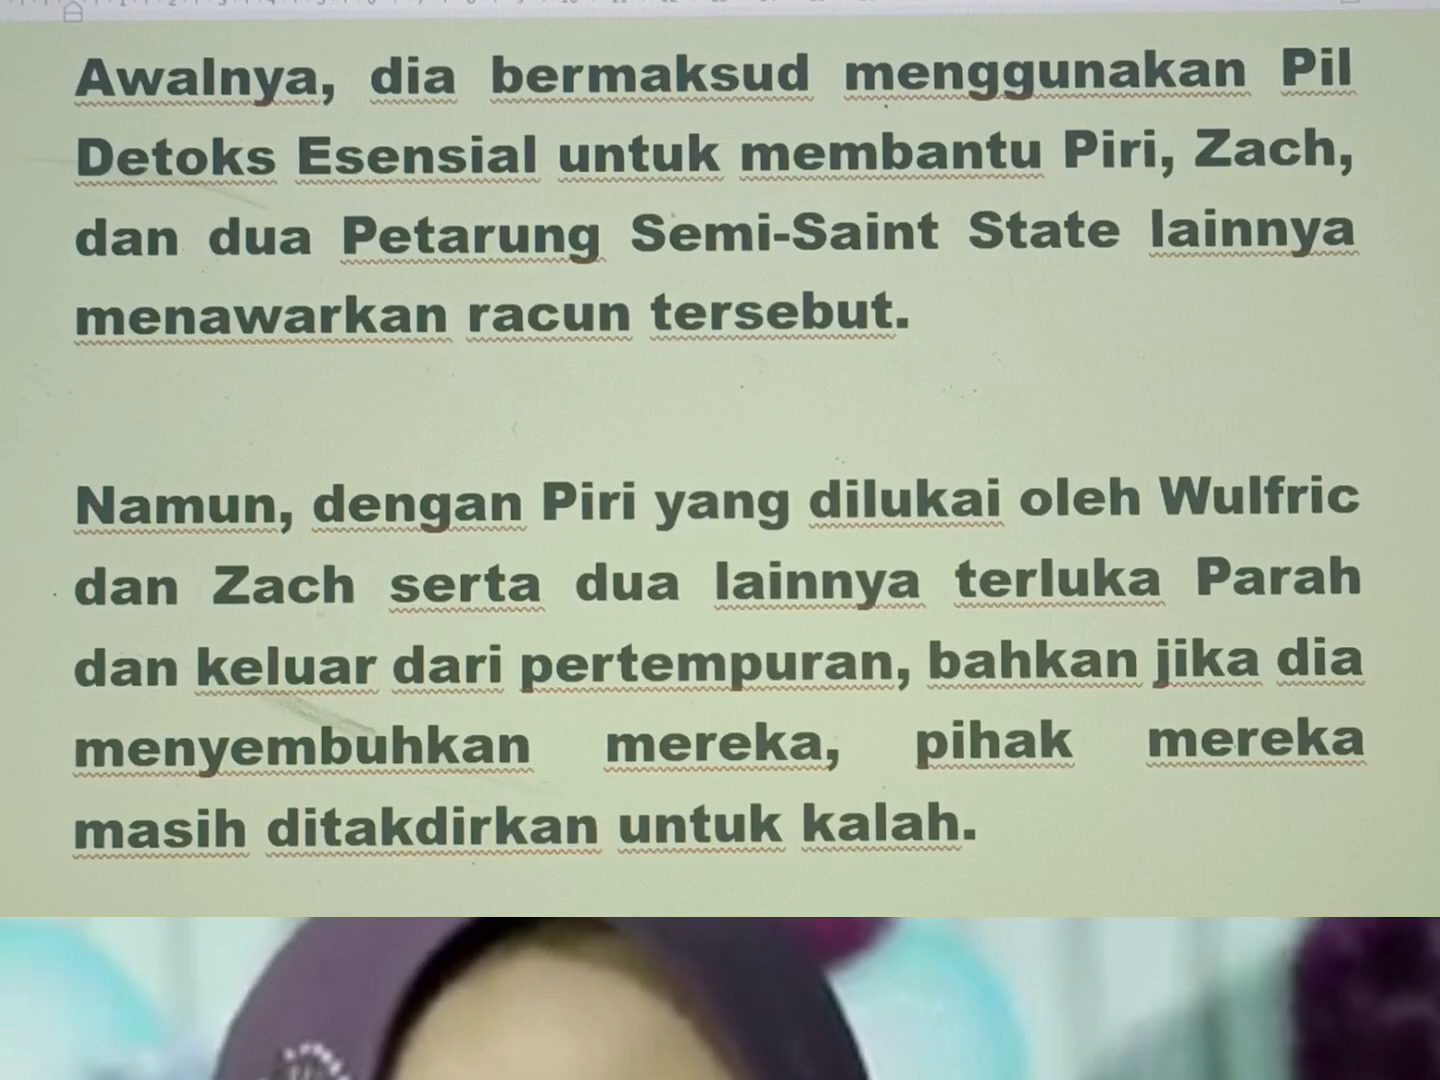 Awalnya, dia bermaksud menggunakan Pil
Detoks Esensial untuk membantu Piri, Zach,
dan dua Petarung Semi-Saint State lainnya
menawarkan racun tersebut.
Namun, dengan Piri yang dilukai oleh Wulfric
dan Zach serta dua lainnya terluka Parah
dan keluar dari pertempuran, bahkan jika dia
menyembuhkan mereka, pihak mereka
masih ditakdirkan untuk kalah.